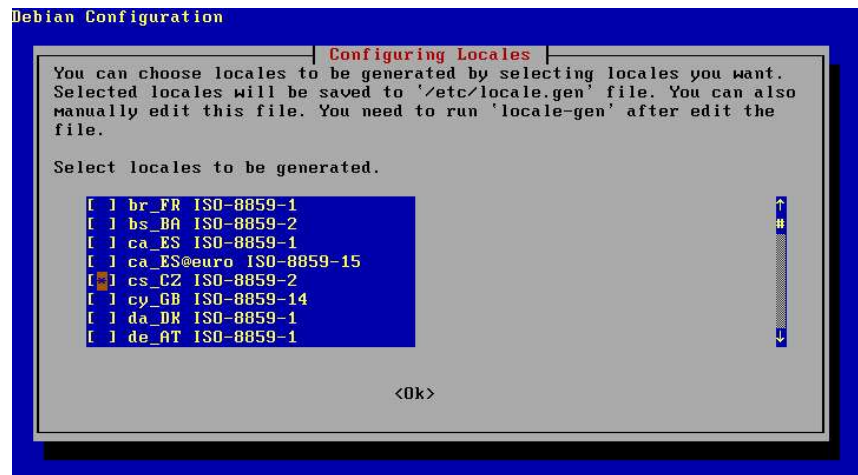 Debian Configuration
Configuring Locales
You can choose locales to be generated by selecting locales you want.
Selected locales will be saved to '/etc/locale.gen' file. You can also
manually edit this file. You need to run 'locale-gen' after edit the
file.
Select locales to be generated.
[ ] br_FR ISO-8859-1
[ ] bs_BA ISO-8859-2
[ ] ca_ES ISO-8859-1
[ ] ca_ES@euro ISO-8859-15
[*] cs_CZ ISO-8859-2
[ ] cy_GB ISO-8859-14
[ ] da_DK ISO-8859-1
[ ] de_AT ISO-8859-1
<Ok>